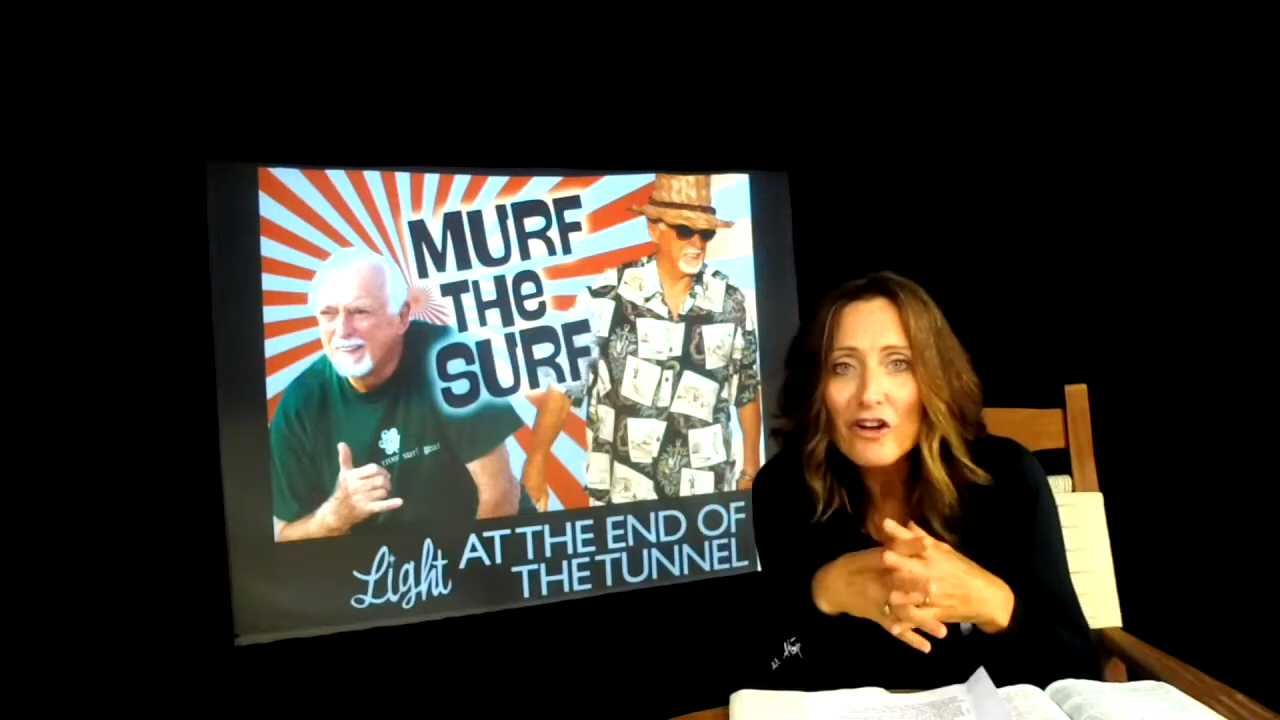 MURF
THE
SURF
Light AT THE END OF
THE TUNNEL